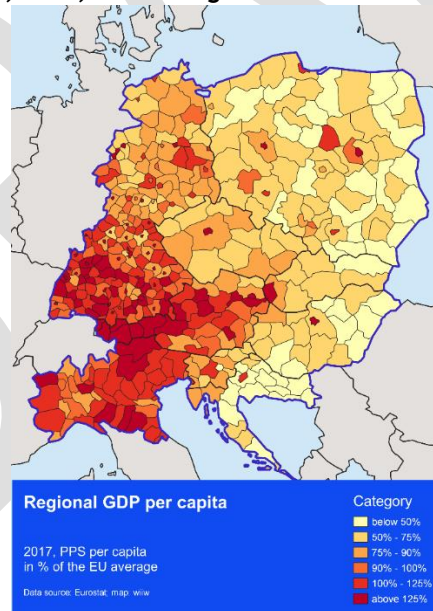 Regional GDP per capita
2017, PPS per capita
in % of the EU average
Data source: Eurostat; map: wiiw
Category
below 50%
50% - 75%
75% - 90%
90% - 100%
100% - 125%
above 125%